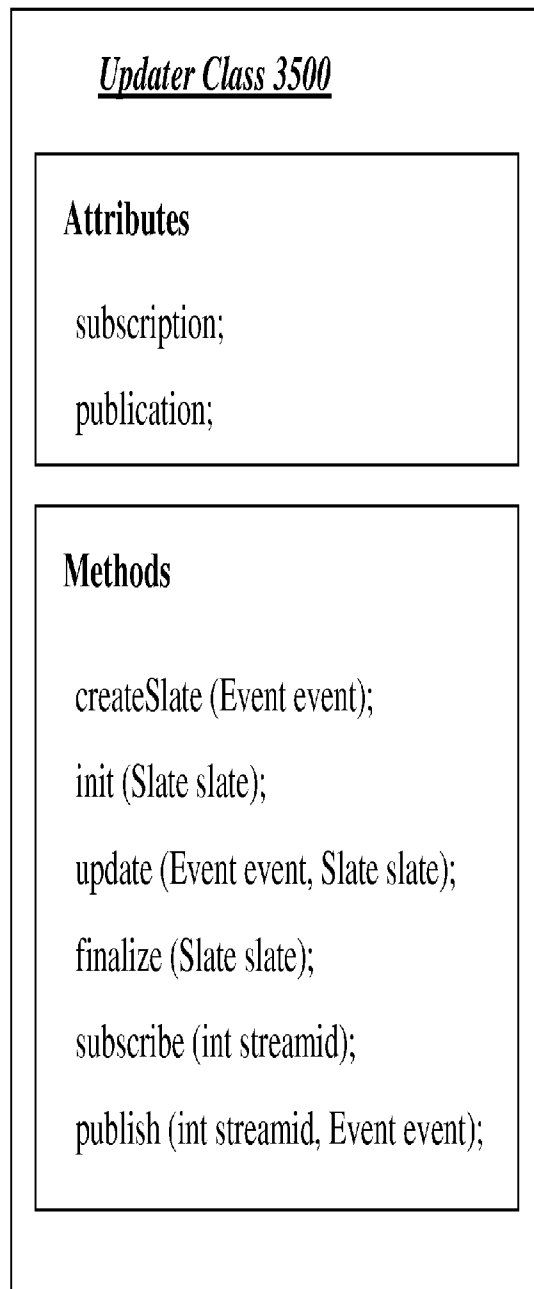 Updater Class 3500
Attributes
subscription;
publication;
Methods
createSlate (Event event);
init (Slate slate);
update (Event event, Slate slate);
finalize (Slate slate);
subscribe (int streamid);
publish (int streamid, Event event);